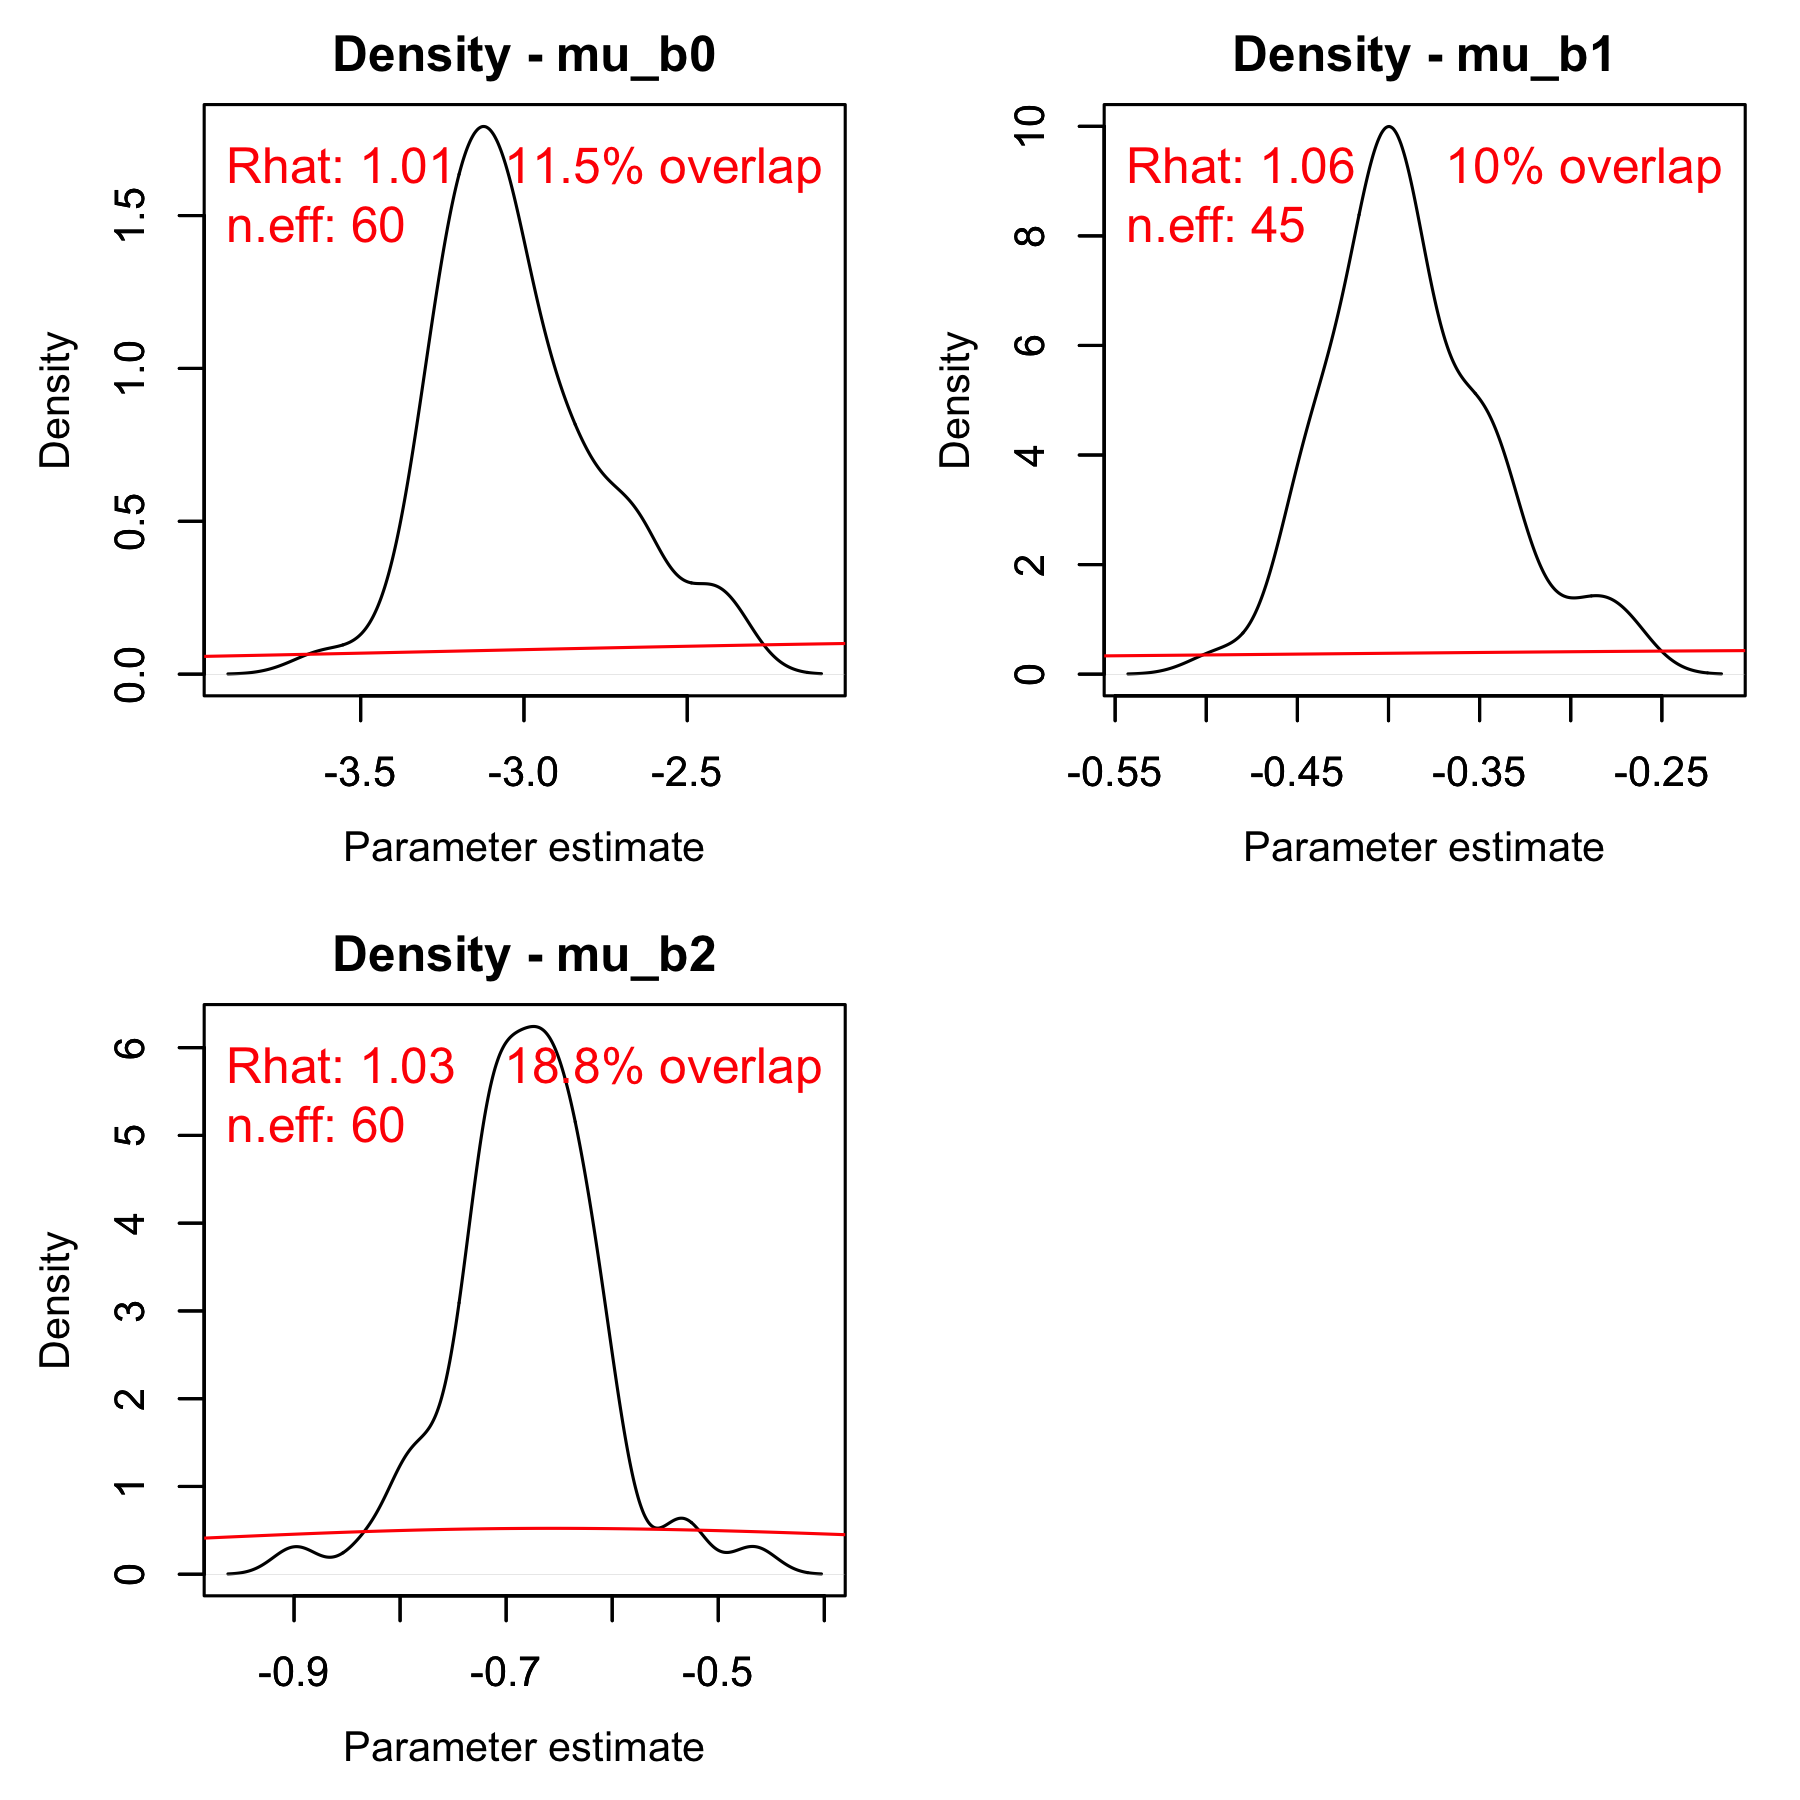 Density - mu_b0
Rhat: 1.01
11.5% overlap
n.eff: 60
Density
0.0
0.5
1.0
1.5
-3.5
-3.0
-2.5
Parameter estimate
Density - mu_b1
Rhat: 1.06
10% overlap
n.eff: 45
Density
0
2
4
6
8
10
-0.55
-0.45
-0.35
-0.25
Parameter estimate
Density - mu_b2
Rhat: 1.03
18.8% overlap
n.eff: 60
Density
0
1
2
3
4
5
6
-0.9
-0.7
-0.5
Parameter estimate